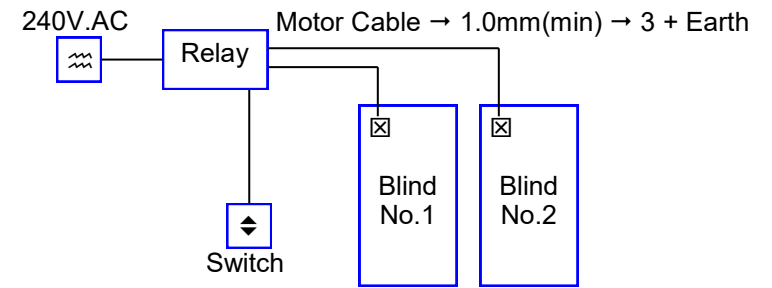 240V.AC
Motor Cable → 1.0mm(min) → 3 + Earth
Relay
Blind
No.1
Blind
No.2
Switch